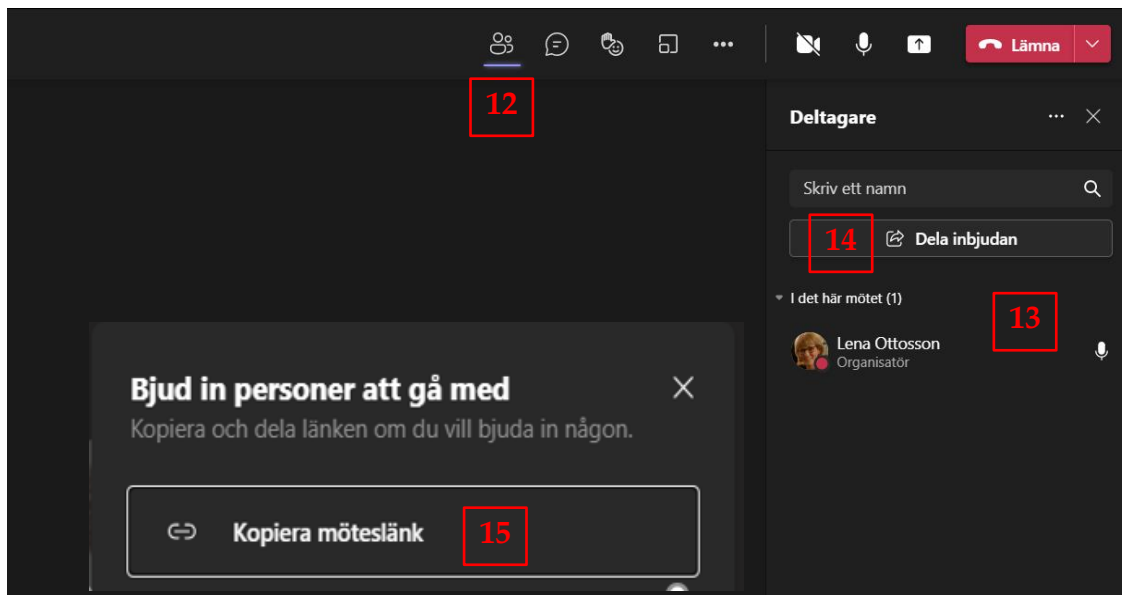 Lämna
12
Deltagare
Skriv ett namn
14
Dela inbjudan
I det här mötet (1)
13
Lena Ottosson
Organisatör
Bjud in personer att gå med
Kopiera och dela länken om du vill bjuda in någon.
Kopiera möteslänk
15